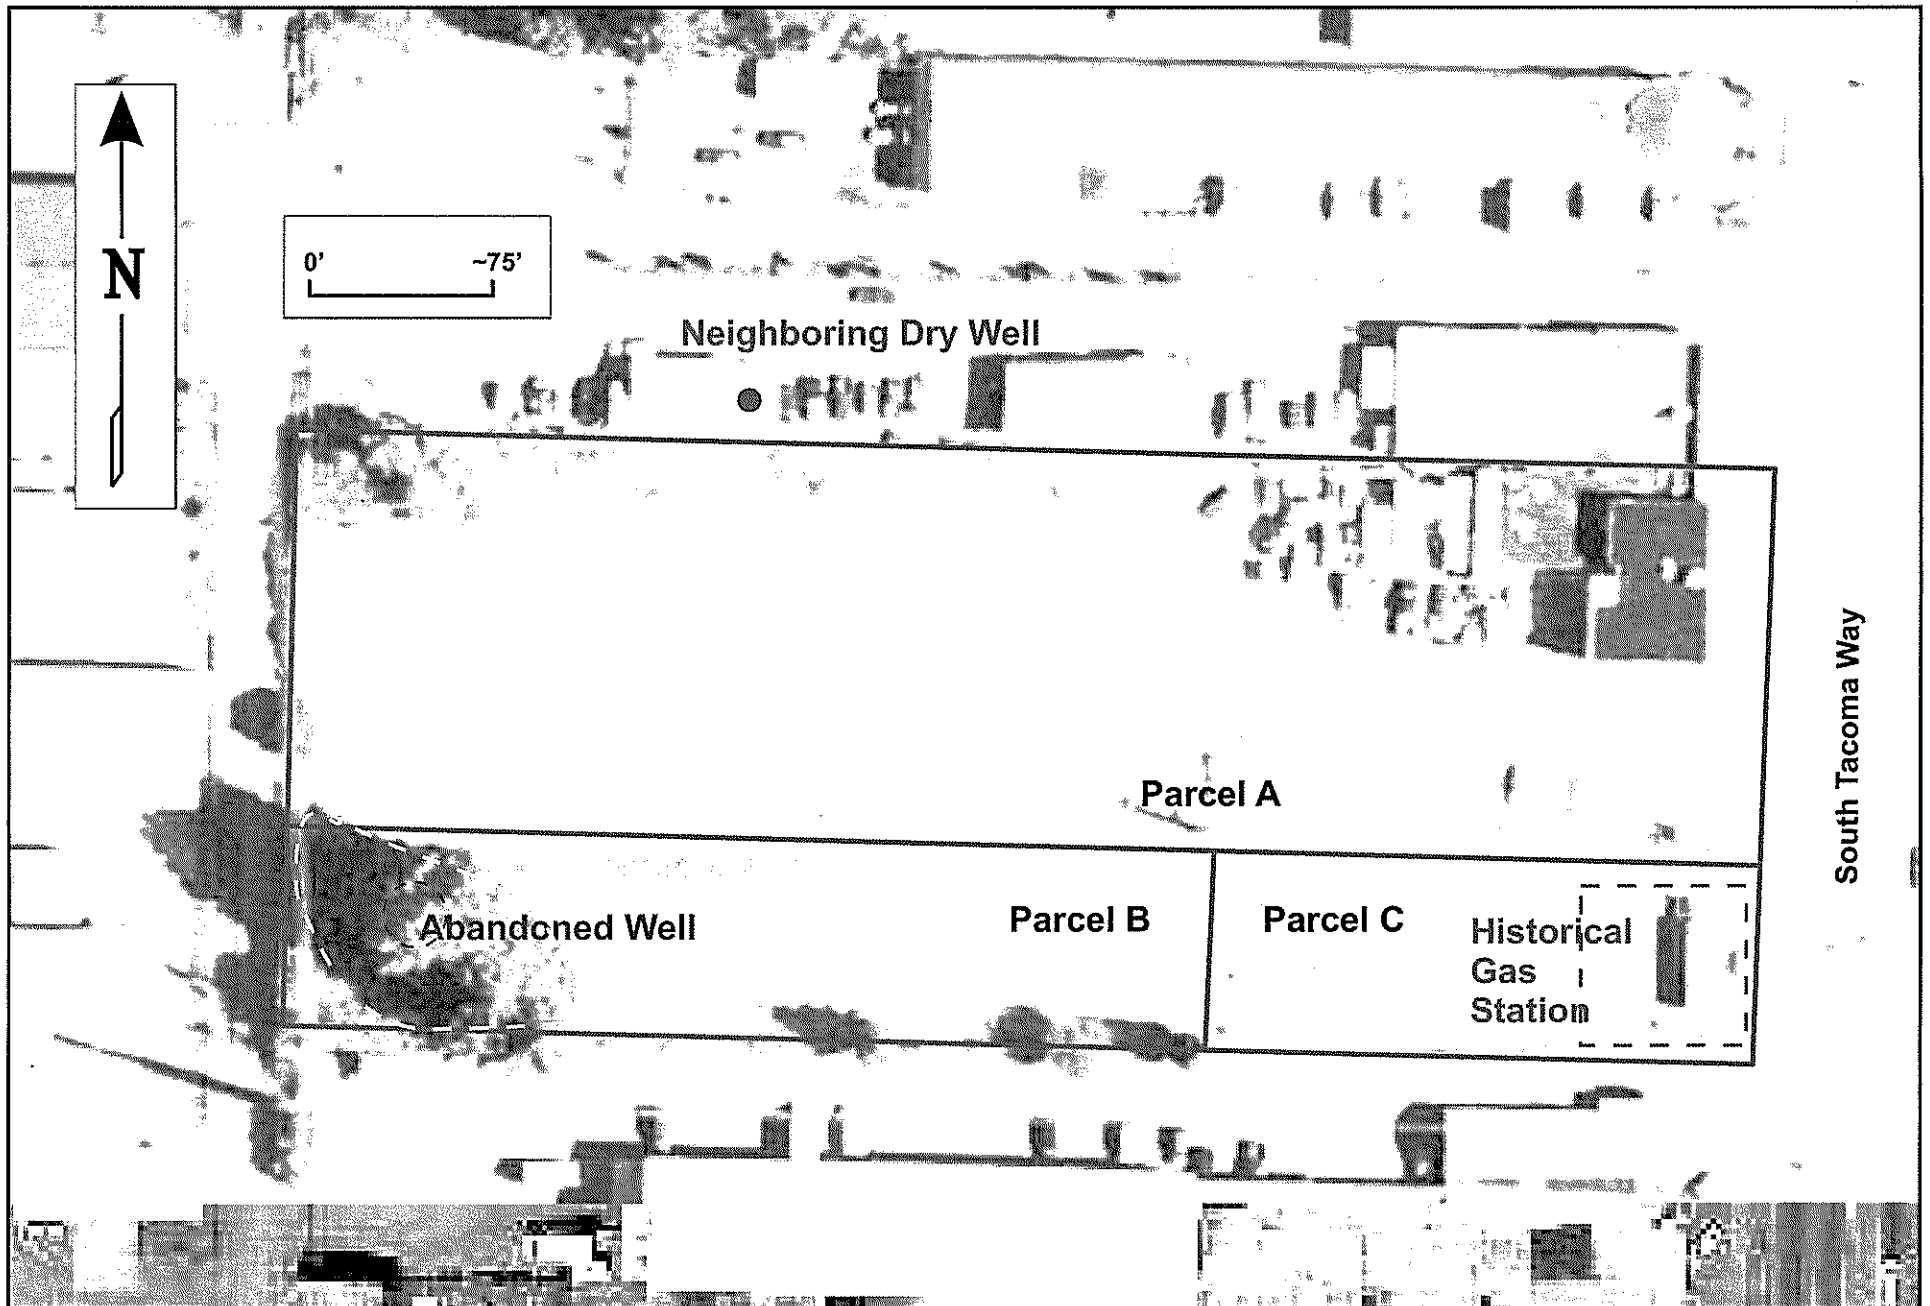 N
0' ~75'
Neighboring Dry Well
South Tacoma Way
Parcel A
Abandoned Well
Parcel B
Parcel C
Historical
Gas
Station